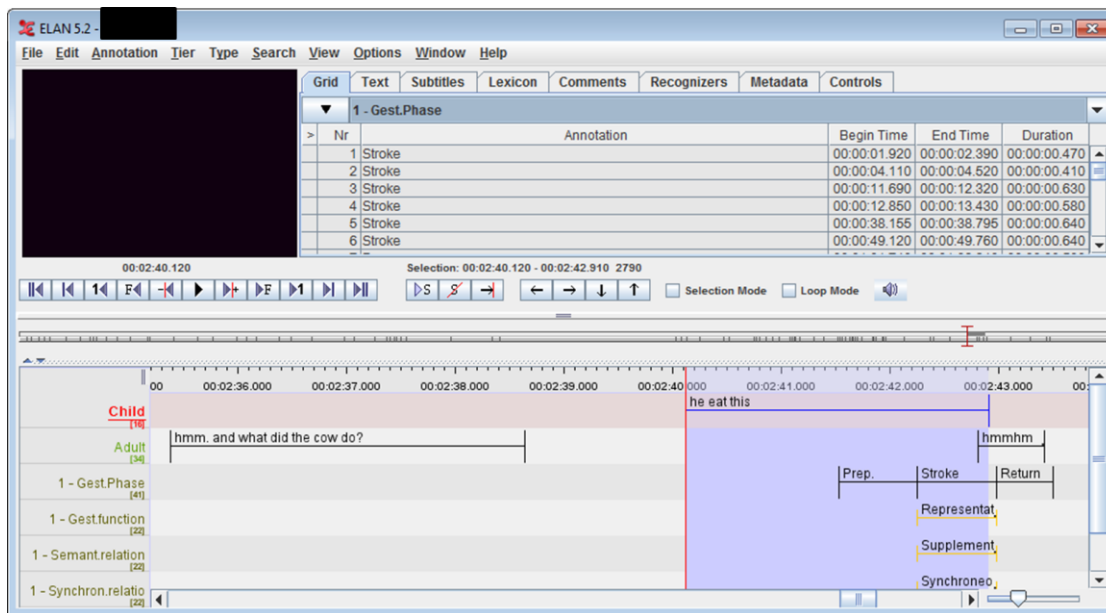 ELAN 5.2 -
File Edit Annotation Tier Type Search View Options Window Help
Grid Text Subtitles Lexicon Comments Recognizers Metadata Controls
1 - Gest.Phase
> Nr Annotation Begin Time End Time Duration
1 Stroke 00:00:01.920 00:00:02.390 00:00:00.470
2 Stroke 00:00:04.110 00:00:04.520 00:00:00.410
3 Stroke 00:00:11.690 00:00:12.320 00:00:00.630
4 Stroke 00:00:12.850 00:00:13.430 00:00:00.580
5 Stroke 00:00:38.155 00:00:38.795 00:00:00.640
6 Stroke 00:00:49.120 00:00:49.760 00:00:00.640
00:02:40.120 Selection: 00:02:40.120 - 00:02:42.910 2790
1 F F 1 S S Selection Mode Loop Mode
00 00:02:36.000 00:02:37.000 00:02:38.000 00:02:39.000 00:02:40.000 00:02:41.000 00:02:42.000 00:02:43.000 00:
he eat this
Child
[16]
hmm. and what did the cow do? hmmhm
Adult
[34]
Prep. Stroke Return
1 - Gest.Phase
[41]
Representat
1 - Gest.function
[22]
Supplement
1 - Semant.relation
[22]
Synchroneo
1 - Synchron.relatio
[22]